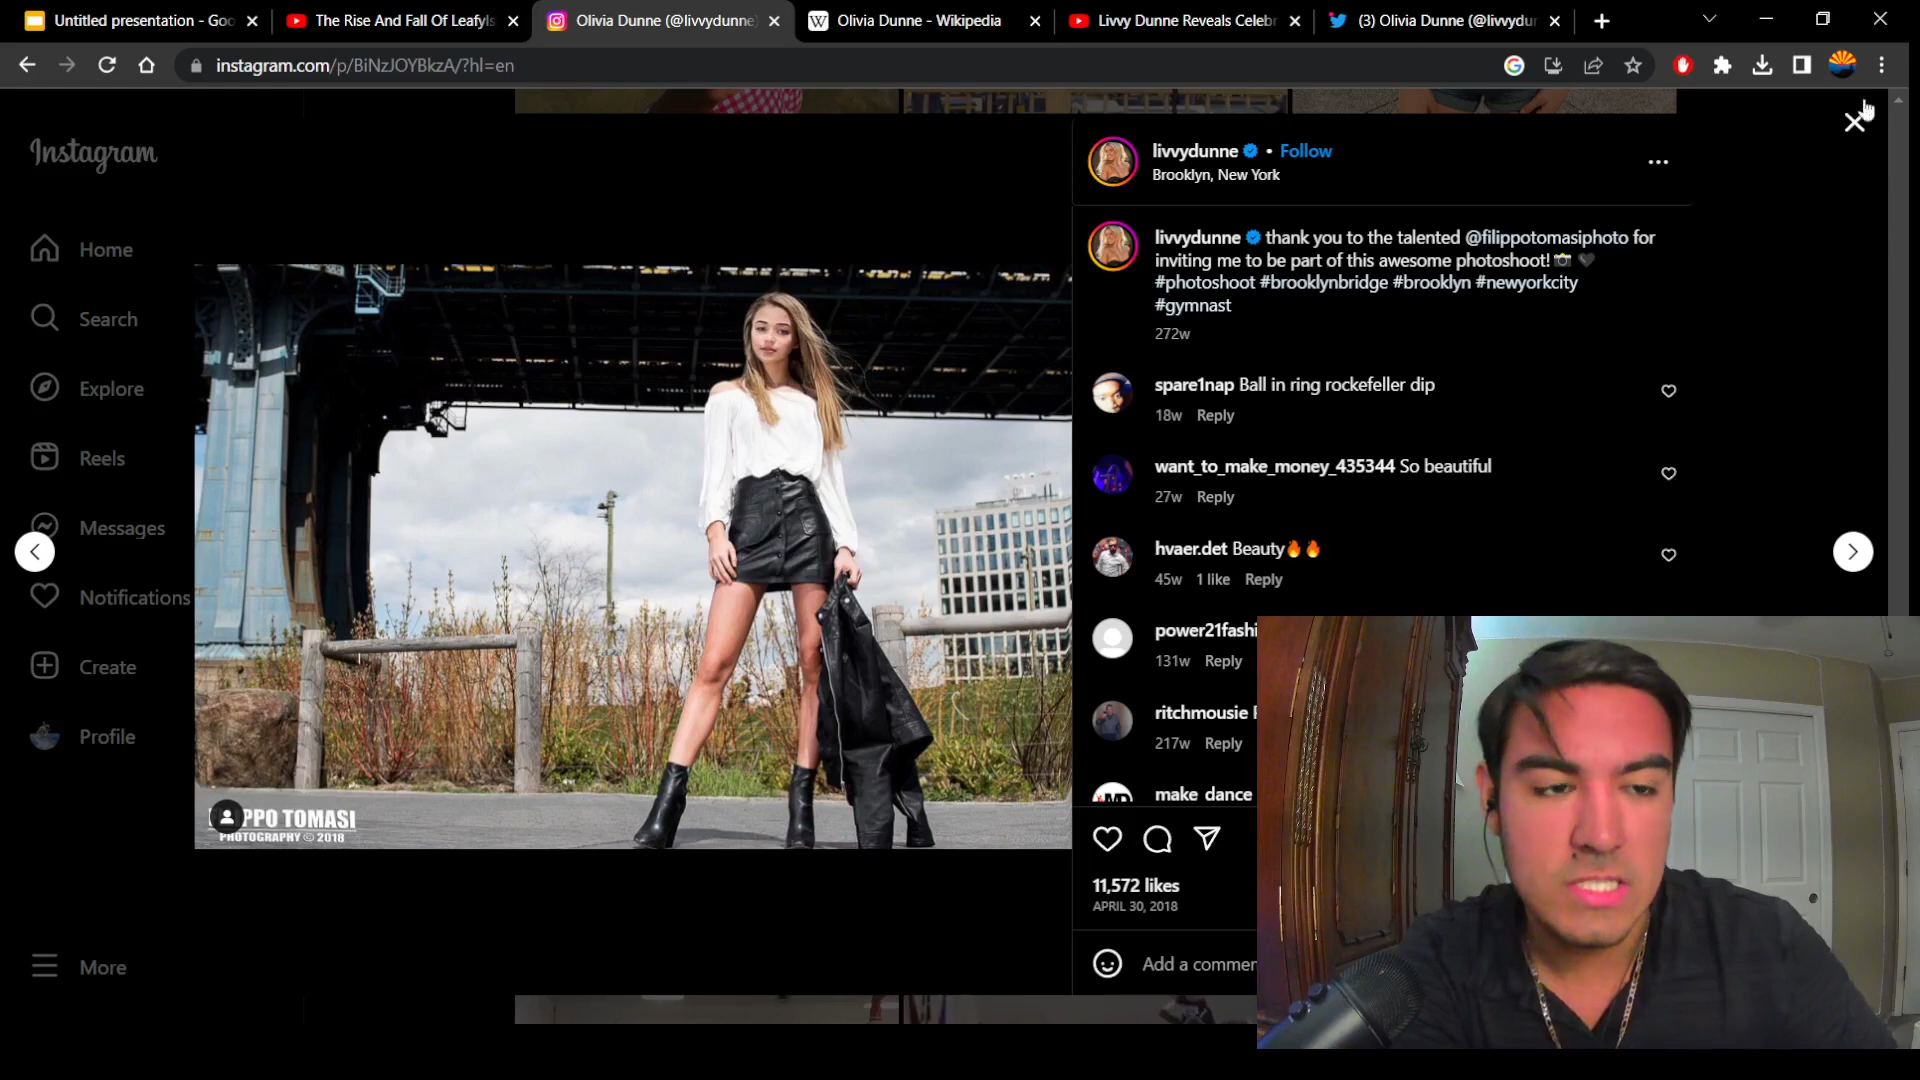 Untitled presentation - Goo
The Rise And Fall Of Leafyls
Olivia Dunne (@livvydunne)
Olivia Dunne - Wikipedia
Livvy Dunne Reveals Celebr
(3) Olivia Dunne (@livvydur
instagram.com/p/BiNzJOYBkzA/?hl=en
Instagram
Home
Search
Explore
Reels
Messages
Notifications
Create
Profile
More
PPO TOMASI
PHOTOGRAPHY © 2018
livvydunne • Follow
Brooklyn, New York
livvydunne thank you to the talented @filippotomasiphoto for
inviting me to be part of this awesome photoshoot! 📸 🖤
#photoshoot #brooklynbridge #brooklyn #newyorkcity
#gymnast
272w
spare1nap Ball in ring rockefeller dip
18w Reply
want_to_make_money_435344 So beautiful
27w Reply
hvaer.det Beauty🔥🔥
45w 1 like Reply
power21fashi
131w Reply
ritchmousie
217w Reply
make dance
11,572 likes
APRIL 30, 2018
Add a commen